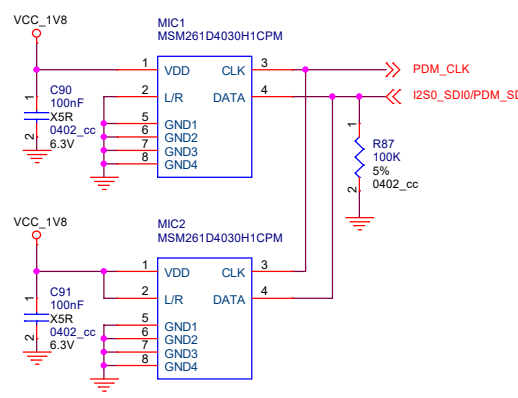 VCC_1V8
MIC1
MSM261D4030H1CPM
1 VDD CLK 3
PDM_CLK
2 L/R DATA 4
I2S0_SDI0/PDM_SD
C90
100nF
X5R
0402_cc
6.3V
1
2
5 GND1
6 GND2
7 GND3
8 GND4
1
R87
100K
5%
0402_cc
2
VCC_1V8
MIC2
MSM261D4030H1CPM
1 VDD CLK 3
2 L/R DATA 4
C91
100nF
X5R
0402_cc
6.3V
1
2
5 GND1
6 GND2
7 GND3
8 GND4